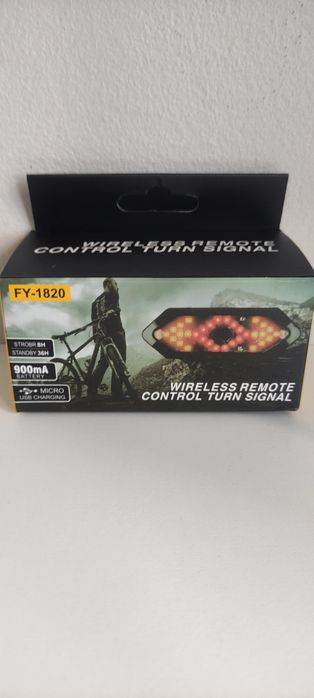 WIRELESS REMOTE
CONTROL TURN SIGNAL
FY-1820
STROBR:8H
STANDBY:36H
900mA
BATTERY
MICRO
USB CHARGING
WIRELESS REMOTE
CONTROL TURN SIGNAL